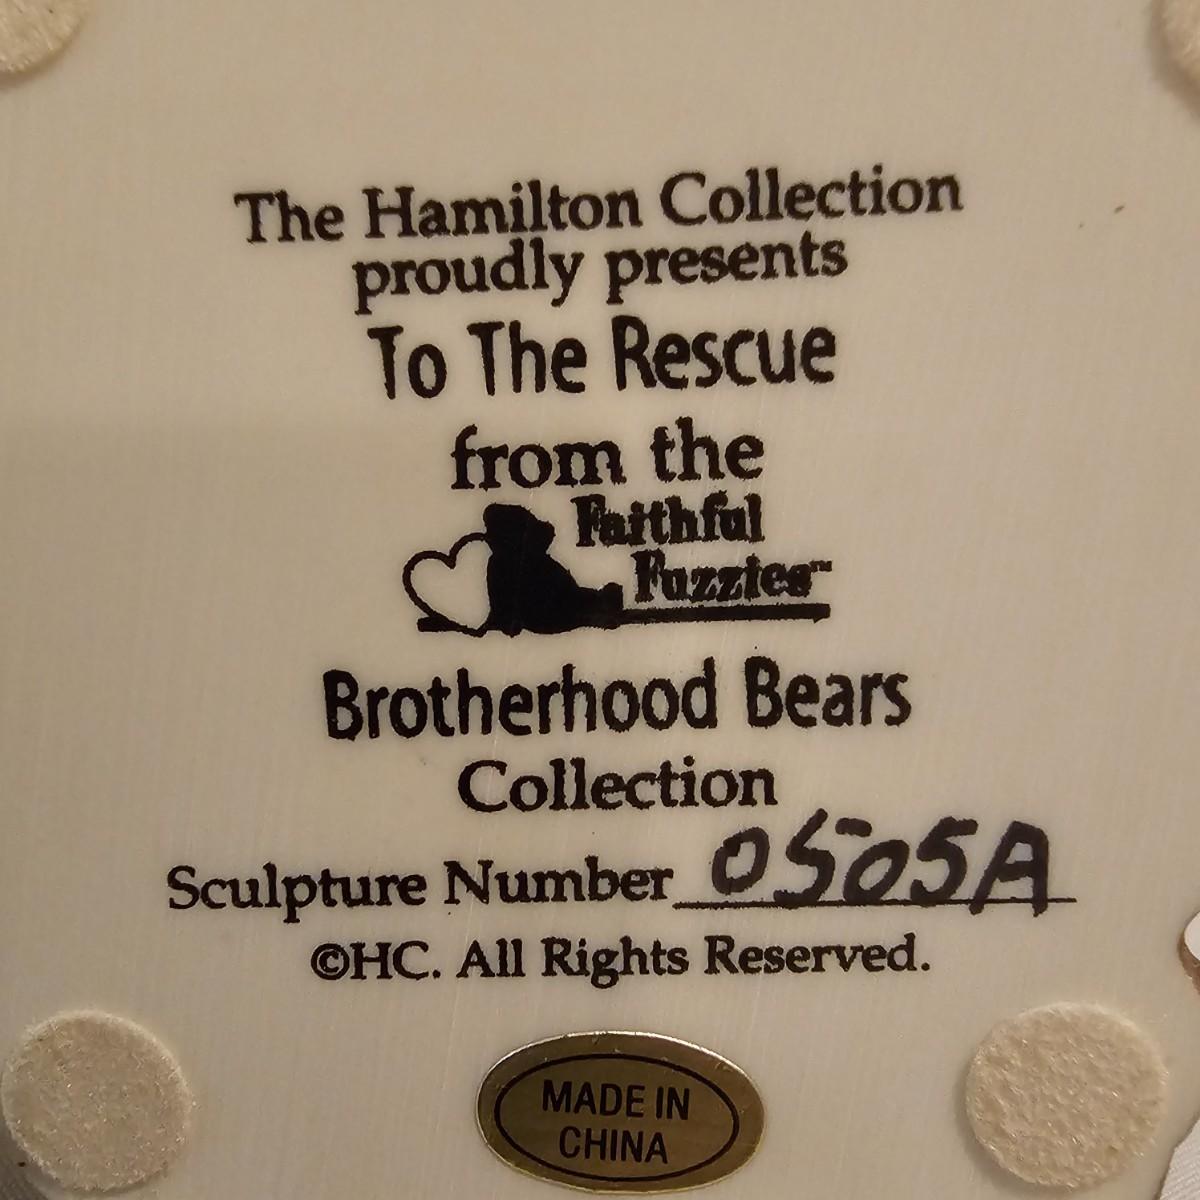 The Hamilton Collection
proudly presents
To The Rescue
from the
Faithful
Fuzzies™
Brotherhood Bears
Collection
Sculpture Number 0505A
©HC. All Rights Reserved.
MADE IN
CHINA